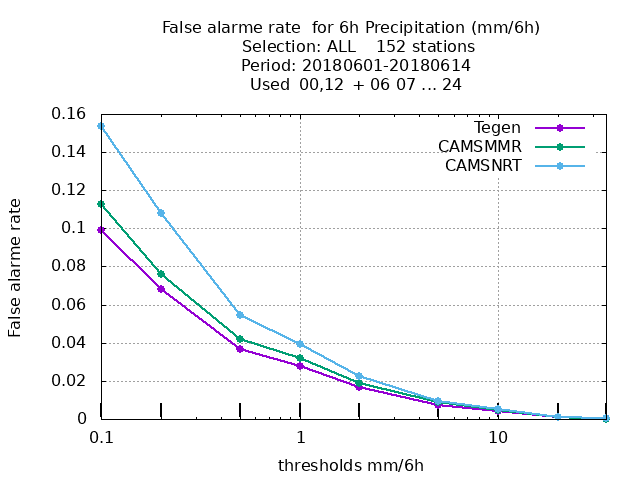 False alarme rate  for 6h Precipitation (mm/6h)
Selection: ALL    152 stations
Period: 20180601-20180614
Used  00,12  + 06 07 ... 24
Tegen
CAMSMMR
CAMSNRT
0.16
0.14
0.12
0.1
0.08
0.06
0.04
0.02
0
False alarme rate
0.1
1
10
thresholds mm/6h